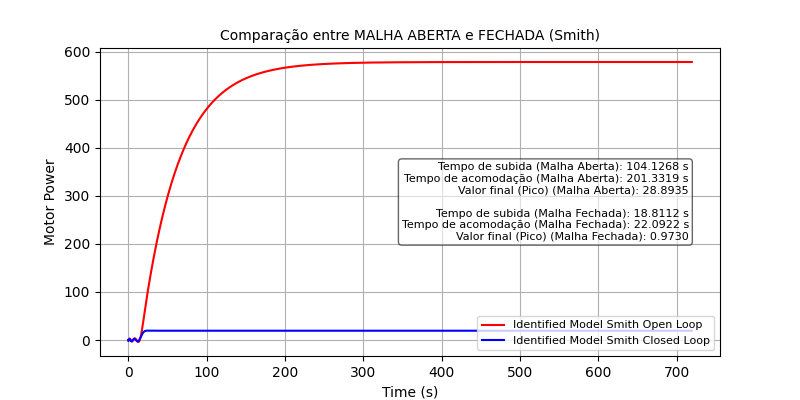 Comparação entre MALHA ABERTA e FECHADA (Smith)
600
500
400
300
200
100
0
Motor Power
Tempo de subida (Malha Aberta): 104.1268 s
Tempo de acomodação (Malha Aberta): 201.3319 s
Valor final (Pico) (Malha Aberta): 28.8935
Tempo de subida (Malha Fechada): 18.8112 s
Tempo de acomodação (Malha Fechada): 22.0922 s
Valor final (Pico) (Malha Fechada): 0.9730
Identified Model Smith Open Loop
Identified Model Smith Closed Loop
0 100 200 300 400 500 600 700
Time (s)